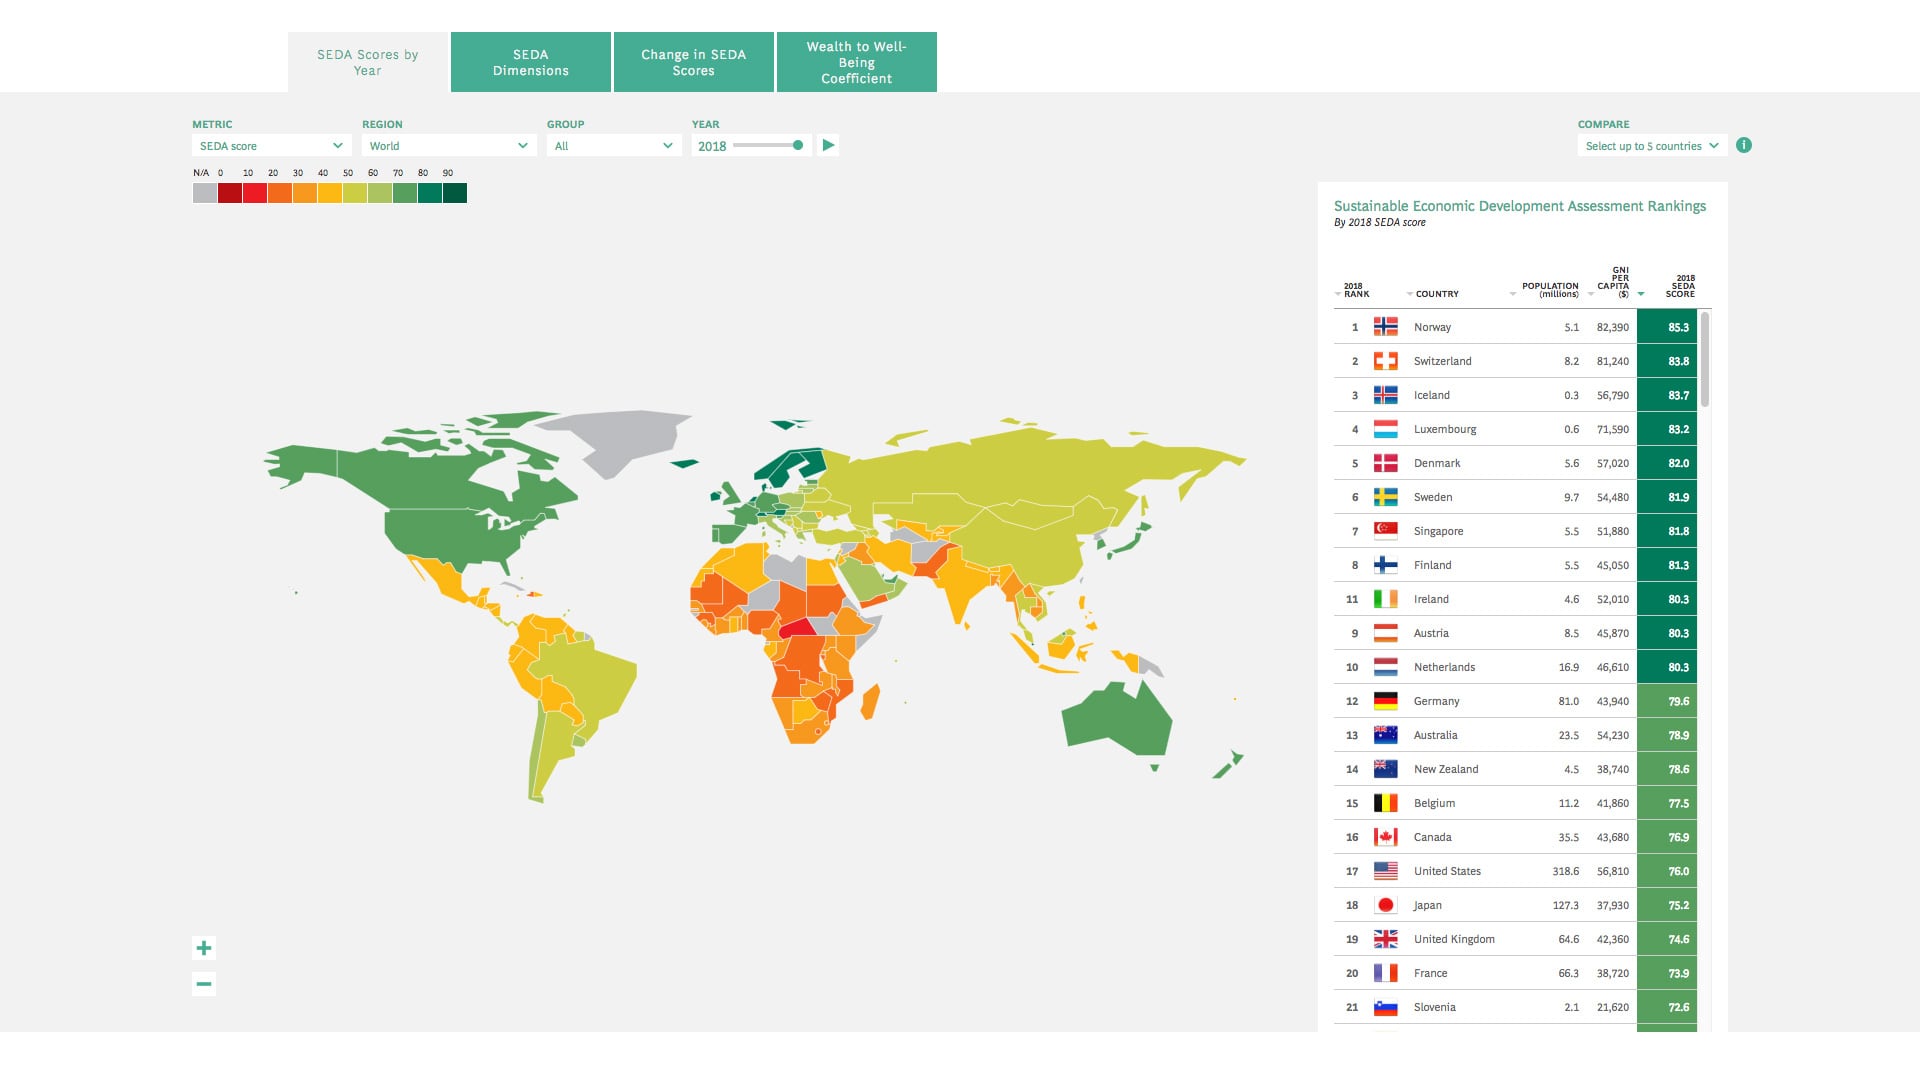 SEDA Scores by
Year
SEDA
Dimensions
Change in SEDA
Scores
Wealth to Well-
Being
Coefficient
METRIC
REGION
GROUP
YEAR
COMPARE
SEDA score
World
All
2018
Select up to 5 countries
i
N/A 0 10 20 30 40 50 60 70 80 90
Sustainable Economic Development Assessment Rankings
By 2018 SEDA score
2018
RANK
COUNTRY
POPULATION
(millions)
GNI
PER
CAPITA
($)
2018
SEDA
SCORE
1 Norway 5.1 82,390 85.3
2 Switzerland 8.2 81,240 83.8
3 Iceland 0.3 56,790 83.7
4 Luxembourg 0.6 71,590 83.2
5 Denmark 5.6 57,020 82.0
6 Sweden 9.7 54,480 81.9
7 Singapore 5.5 51,880 81.8
8 Finland 5.5 45,050 81.3
11 Ireland 4.6 52,010 80.3
9 Austria 8.5 45,870 80.3
10 Netherlands 16.9 46,610 80.3
12 Germany 81.0 43,940 79.6
13 Australia 23.5 54,230 78.9
14 New Zealand 4.5 38,740 78.6
15 Belgium 11.2 41,860 77.5
16 Canada 35.5 43,680 76.9
17 United States 318.6 56,810 76.0
18 Japan 127.3 37,930 75.2
19 United Kingdom 64.6 42,360 74.6
20 France 66.3 38,720 73.9
21 Slovenia 2.1 21,620 72.6